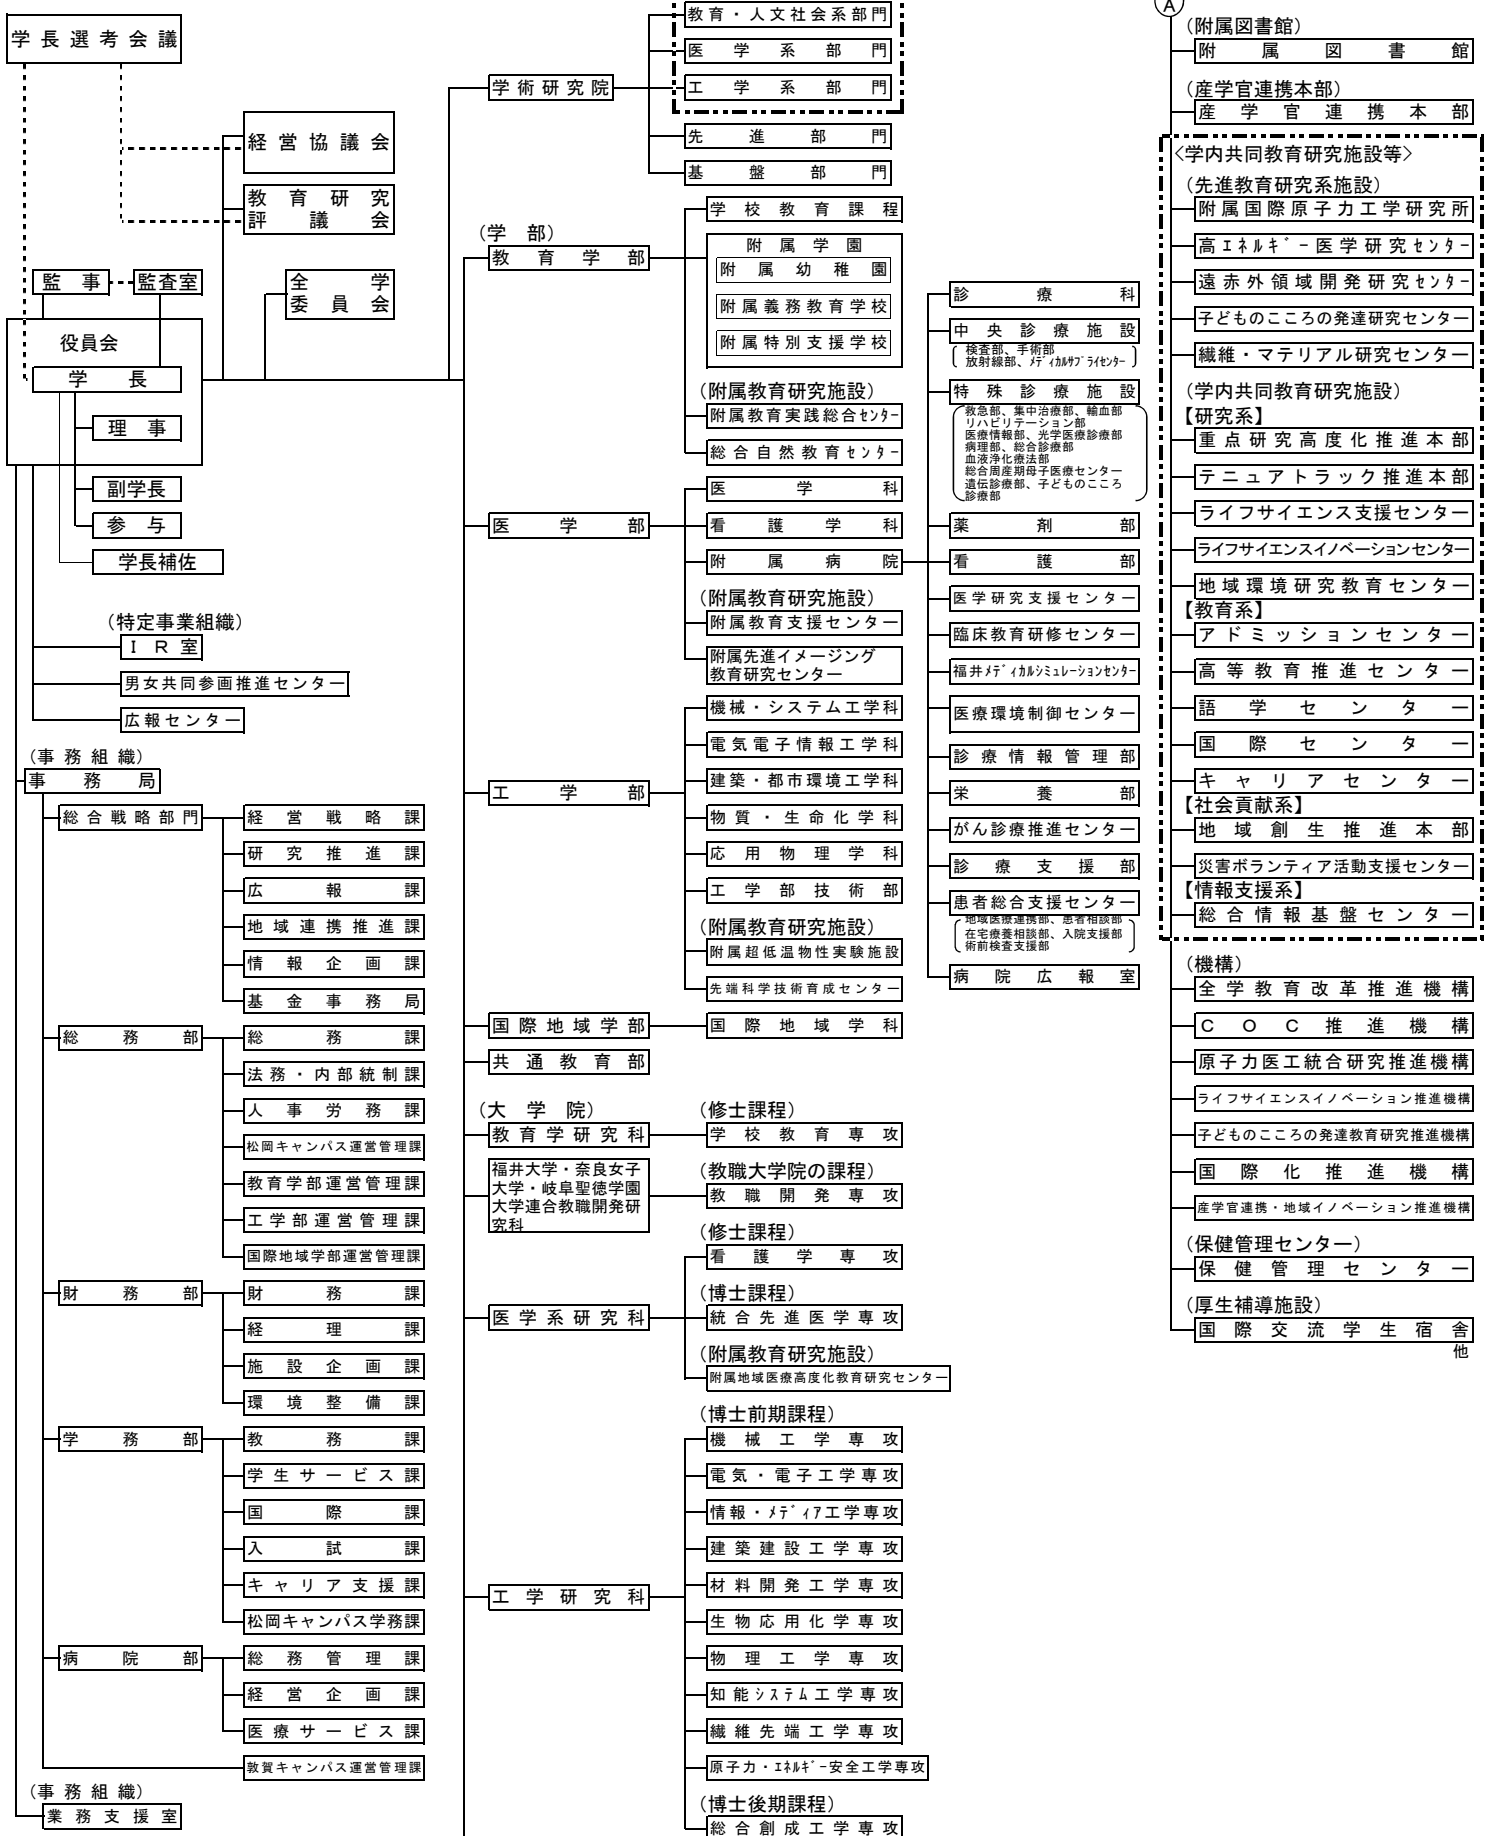 学長選考会議
経営協議会
教育研究
評議会
監事
監査室
全学
委員会
役員会
学長
理事
副学長
参与
学長補佐
（特定事業組織）
ＩＲ室
男女共同参画推進センター
広報センター
（事務組織）
事務局
総合戦略部門
経営戦略課
研究推進課
広報課
地域連携推進課
情報企画課
基金事務局
総務部
総務課
法務・内部統制課
人事労務課
松岡キャンパス運営管理課
教育学部運営管理課
工学部運営管理課
国際地域学部運営管理課
財務部
財務課
経理課
施設企画課
環境整備課
学務部
教務課
学生サービス課
国際課
入試課
キャリア支援課
松岡キャンパス学務課
病院部
総務管理課
経営企画課
医療サービス課
敦賀キャンパス運営管理課
（事務組織）
業務支援室
学術研究院
教育・人文社会系部門
医学系部門
工学系部門
先進部門
基盤部門
（学部）
教育学部
学校教育課程
附属学園
附属幼稚園
附属義務教育学校
附属特別支援学校
（附属教育研究施設）
附属教育実践総合ｾﾝﾀｰ
総合自然教育ｾﾝﾀｰ
医学部
医学科
看護学科
附属病院
（附属教育研究施設）
附属教育支援センター
附属先進イメージング
教育研究センター
工学部
機械・システム工学科
電気電子情報工学科
建築・都市環境工学科
物質・生命化学科
応用物理学科
工学部技術部
（附属教育研究施設）
附属超低温物性実験施設
先端科学技術育成センター
国際地域学部
国際地域学科
共通教育部
（大学院）
教育学研究科
（修士課程）
学校教育専攻
福井大学・奈良女子
大学・岐阜聖徳学園
大学連合教職開発研
究科
（教職大学院の課程）
教職開発専攻
医学系研究科
（修士課程）
看護学専攻
（博士課程）
統合先進医学専攻
（附属教育研究施設）
附属地域医療高度化教育研究センター
工学研究科
（博士前期課程）
機械工学専攻
電気・電子工学専攻
情報・ﾒﾃﾞｨｱ工学専攻
建築建設工学専攻
材料開発工学専攻
生物応用化学専攻
物理工学専攻
知能ｼｽﾃﾑ工学専攻
繊維先端工学専攻
原子力・ｴﾈﾙｷﾞｰ安全工学専攻
（博士後期課程）
総合創成工学専攻
診療科
中央診療施設
検査部、手術部
放射線部、ﾒﾃﾞｨｶﾙｻﾌﾟﾗｲｾﾝﾀｰ
特殊診療施設
救急部、集中治療部、輸血部
リハビリテーション部
医療情報部、光学医療診療部
病理部、総合診療部
血液浄化療法部
総合周産期母子医療センター
遺伝診療部、子どものこころ
診療部
薬剤部
看護部
医学研究支援センター
臨床教育研修センター
福井ﾒﾃﾞｨｶﾙｼﾐｭﾚｰｼｮﾝｾﾝﾀｰ
医療環境制御センター
診療情報管理部
栄養部
がん診療推進センター
診療支援部
患者総合支援センター
地域医療連携部、患者相談部
在宅療養相談部、入院支援部
術前検査支援部
病院広報室
A
（附属図書館）
附属図書館
（産学官連携本部）
産学官連携本部
〈学内共同教育研究施設等〉
（先進教育研究系施設）
附属国際原子力工学研究所
高ｴﾈﾙｷﾞｰ医学研究ｾﾝﾀｰ
遠赤外領域開発研究ｾﾝﾀｰ
子どものこころの発達研究センター
繊維・マテリアル研究センター
（学内共同教育研究施設）
【研究系】
重点研究高度化推進本部
テニュアトラック推進本部
ライフサイエンス支援センター
ライフサイエンスイノベーションセンター
地域環境研究教育センター
【教育系】
アドミッションセンター
高等教育推進センター
語学センター
国際センター
キャリアセンター
【社会貢献系】
地域創生推進本部
災害ボランティア活動支援センター
【情報支援系】
総合情報基盤センター
（機構）
全学教育改革推進機構
ＣＯＣ推進機構
原子力医工統合研究推進機構
ライフサイエンスイノベーション推進機構
子どものこころの発達教育研究推進機構
国際化推進機構
産学官連携・地域イノベーション推進機構
（保健管理センター）
保健管理センター
（厚生補導施設）
国際交流学生宿舎
他